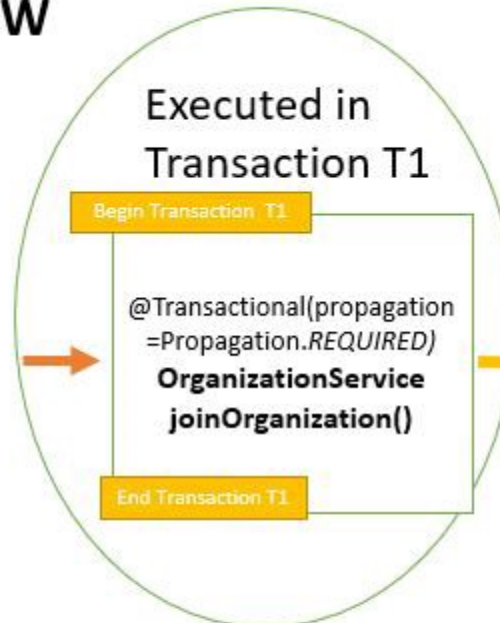 W
Executed in
Transaction T1
Begin Transaction T1
@Transactional(propagation
=Propagation.REQUIRED)
OrganizationService
joinOrganization()
End Transaction T1